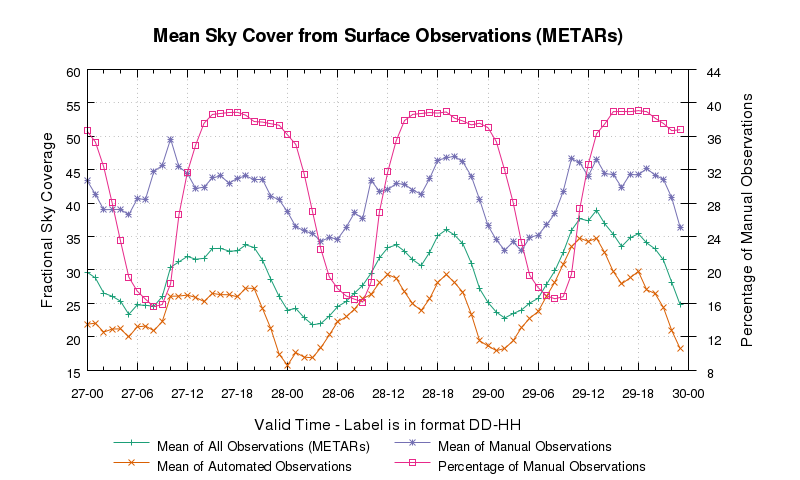 Mean Sky Cover from Surface Observations (METARs)
60 44
55 40
50 36
45 32
40 28
35 24
30 20
25 16
20 12
15 8
Fractional Sky Coverage
Percentage of Manual Observations
27-00 27-06 27-12 27-18 28-00 28-06 28-12 28-18 29-00 29-06 29-12 29-18 30-00
Valid Time - Label is in format DD-HH
Mean of All Observations (METARs) Mean of Manual Observations
Mean of Automated Observations Percentage of Manual Observations